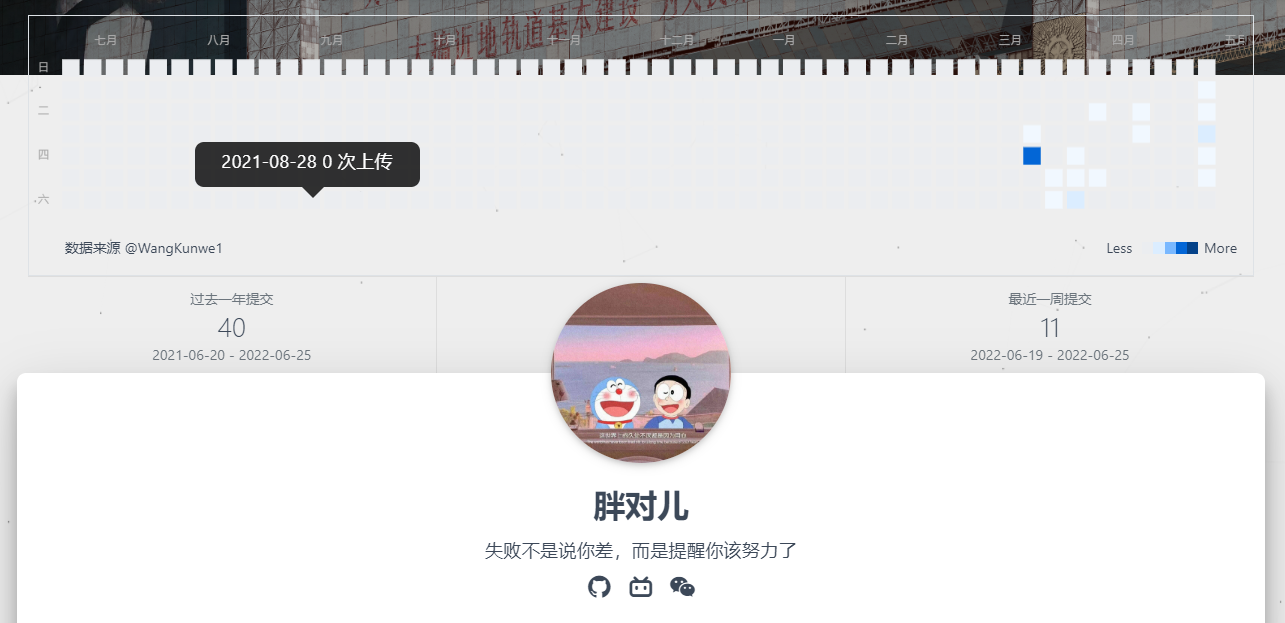 七月 八月 九月 十月 十一月 十二月 一月 二月 三月 四月 五月
日
二
四
六
2021-08-28 0 次上传
数据来源 @WangKunwe1
Less More
过去一年提交
40
2021-06-20 - 2022-06-25
最近一周提交
11
2022-06-19 - 2022-06-25
胖对儿
失败不是说你差，而是提醒你该努力了